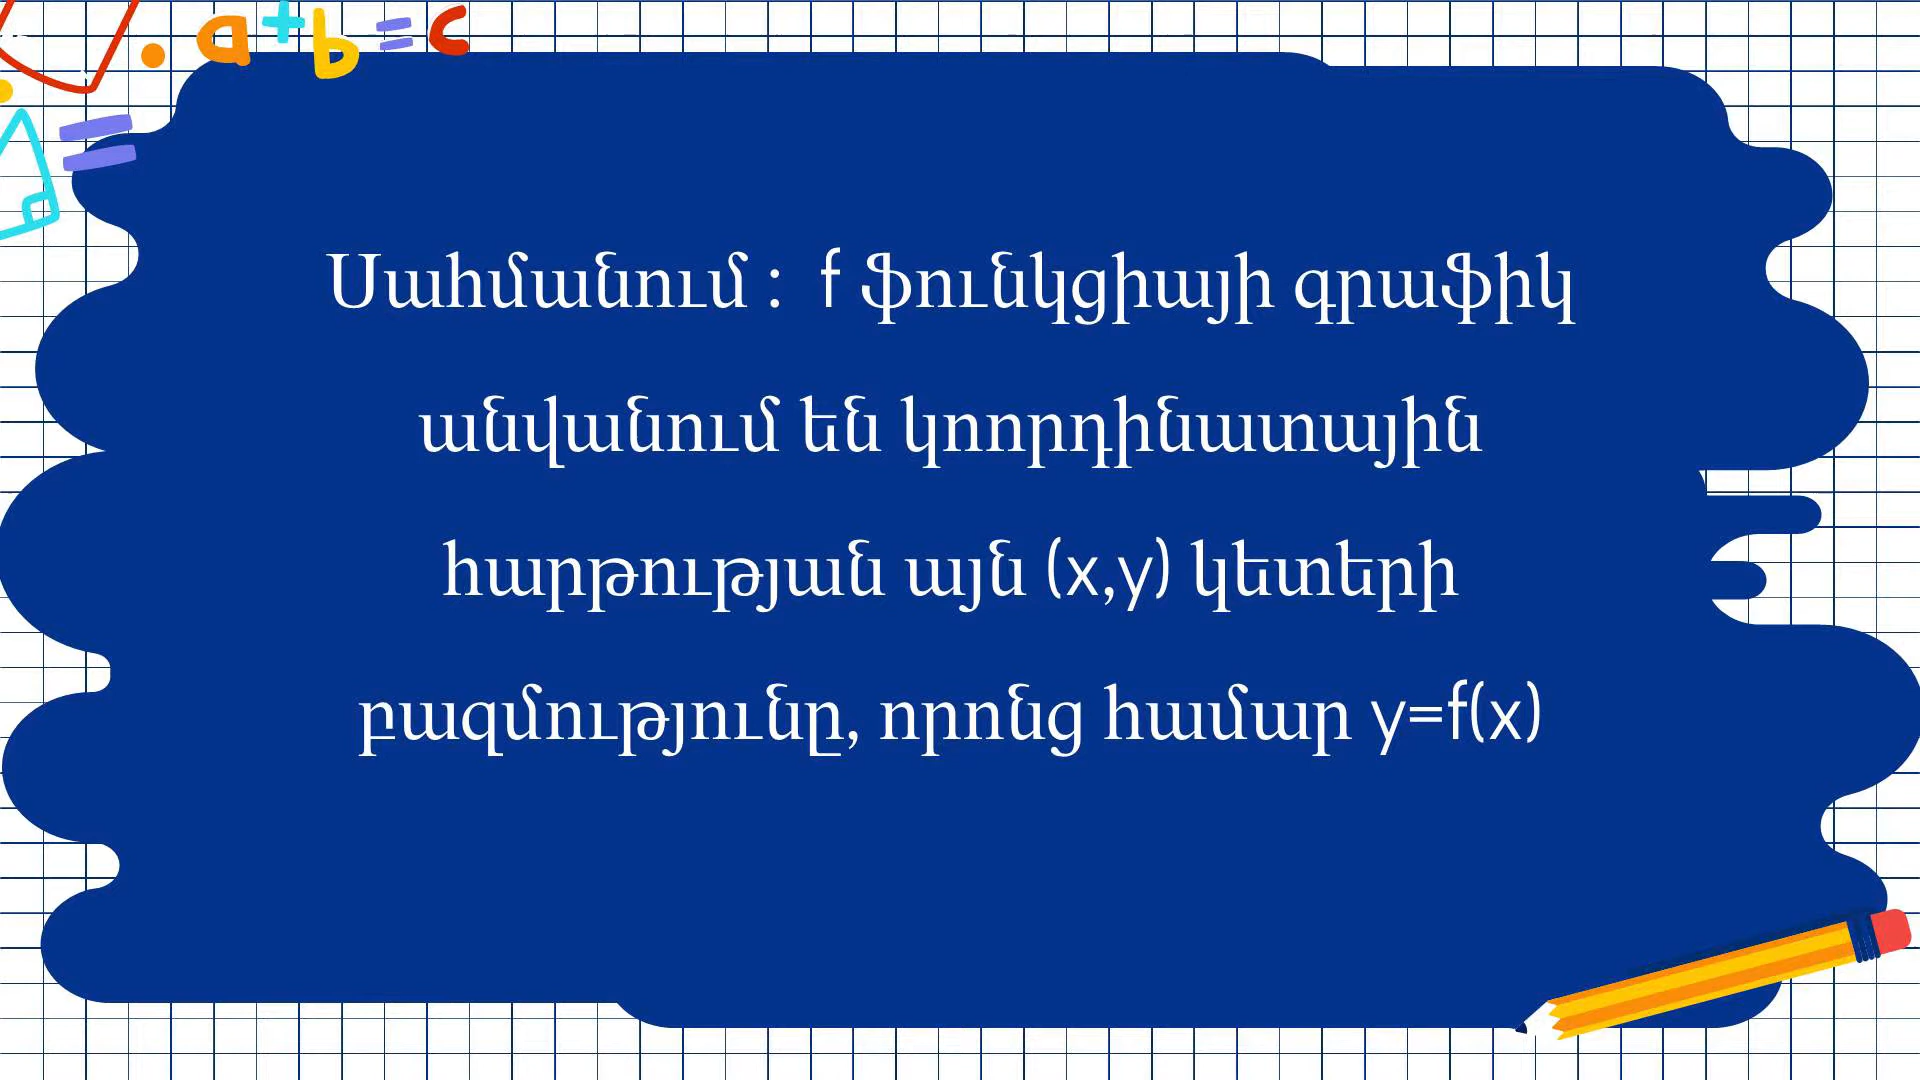 a+b=c
Սահմանում : f ֆունկցիայի գրաֆիկ
անվանում են կոորդինատային
հարթության այն (x,y) կետերի
բազմությունը, որոնց համար y=f(x)